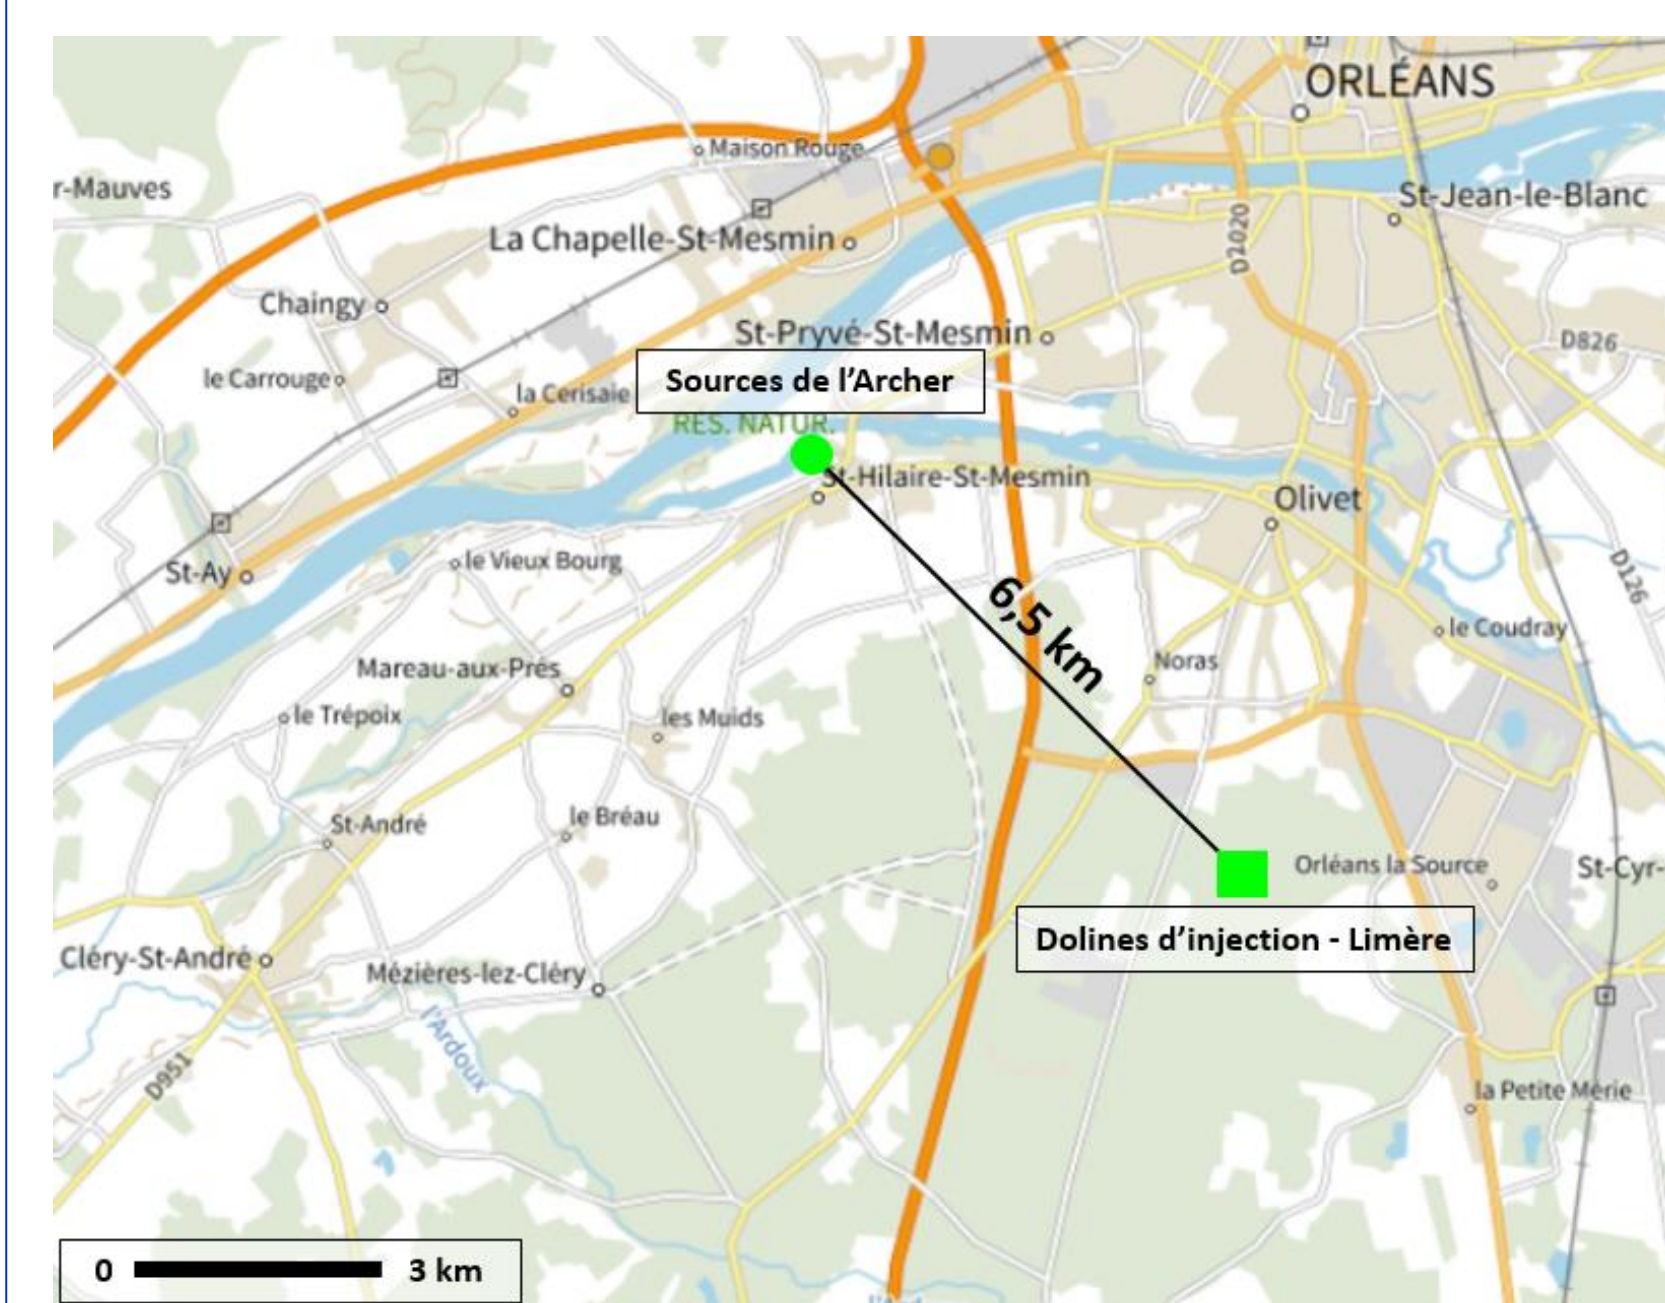 ORLÉANS
Maison Rouge
r-Mauves
St-Jean-le-Blanc
La Chapelle-St-Mesmin
D2020
Chaingy
St-Pryvé-St-Mesmin
D826
le Carrouge
Sources de l'Archer
la Cerisaie
RES. NATUR.
St-Hilaire-St-Mesmin
Olivet
le Vieux Bourg
St-Ay
D126
6,5 km
le Coudray
Noras
Mareau-aux-Prés
le Trépoix
les Muids
le Bréau
St-André
Orléans la Source
St-Cyr-
Dolines d'injection - Limère
Cléry-St-André
Mézières-lez-Cléry
l'Ardoux
D951
la Petite Mérie
0 3 km